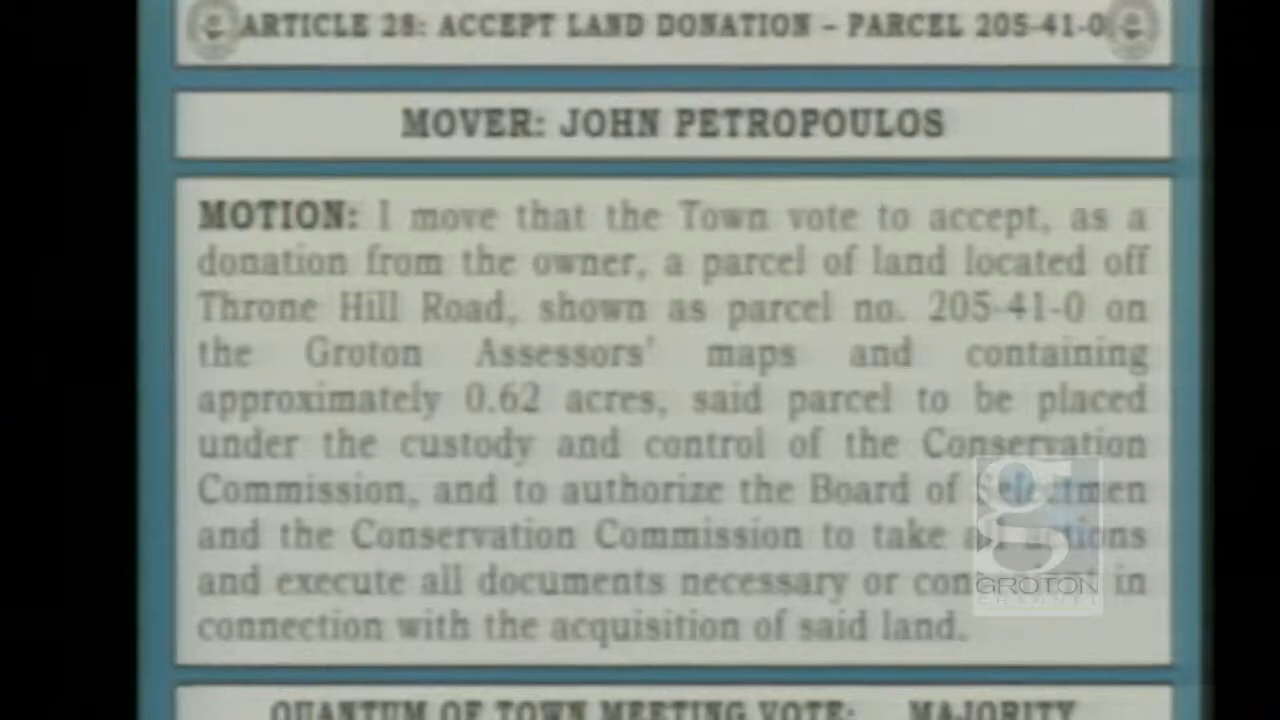 ARTICLE 28: ACCEPT LAND DONATION – PARCEL 205-41-0
MOVER: JOHN PETROPOULOS
MOTION: I move that the Town vote to accept, as a
donation from the owner, a parcel of land located off
Throne Hill Road, shown as parcel no. 205-41-0 on
the Groton Assessors' maps and containing
approximately 0.62 acres, said parcel to be placed
under the custody and control of the Conservation
Commission, and to authorize the Board of Selectmen
and the Conservation Commission to take all actions
and execute all documents necessary or in
connection with the acquisition of said land.
g
GROTON
CHANNEL
QUANTUM OF TOWN MEETING VOTE: MAJORITY